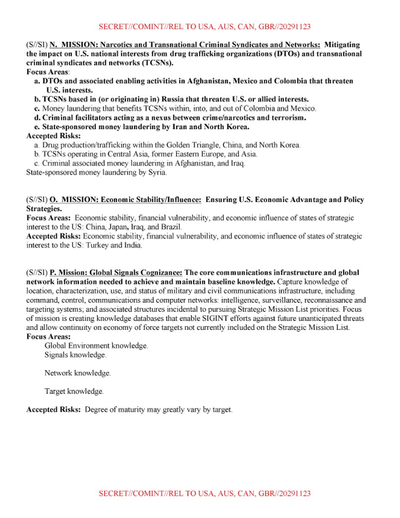 SECRET//COMINT//REL TO USA, AUS, CAN, GBR//20291123
(S//SI) N. MISSION: Narcotics and Transnational Criminal Syndicates and Networks: Mitigating
the impact on U.S. national interests from drug trafficking organizations (DTOs) and transnational
criminal syndicates and networks (TCSNs).
Focus Areas:
a. DTOs and associated enabling activities in Afghanistan, Mexico and Colombia that threaten
U.S. interests.
b. TCSNs based in (or originating in) Russia that threaten U.S. or allied interests.
c. Money laundering that benefits TCSNs within, into, and out of Colombia and Mexico.
d. Criminal facilitators acting as a nexus between crime/narcotics and terrorism.
e. State-sponsored money laundering by Iran and North Korea.
Accepted Risks:
a. Drug production/trafficking within the Golden Triangle, China, and North Korea.
b. TCSNs operating in Central Asia, former Eastern Europe, and Asia.
c. Criminal associated money laundering in Afghanistan, and Iraq.
State-sponsored money laundering by Syria.
(S//SI) O. MISSION: Economic Stability/Influence: Ensuring U.S. Economic Advantage and Policy
Strategies.
Focus Areas: Economic stability, financial vulnerability, and economic influence of states of strategic
interest to the US: China, Japan, Iraq, and Brazil.
Accepted Risks: Economic stability, financial vulnerability, and economic influence of states of strategic
interest to the US: Turkey and India.
(S//SI) P. Mission: Global Signals Cognizance: The core communications infrastructure and global
network information needed to achieve and maintain baseline knowledge. Capture knowledge of
location, characterization, use, and status of military and civil communications infrastructure, including
command, control, communications and computer networks: intelligence, surveillance, reconnaissance and
targeting systems; and associated structures incidental to pursuing Strategic Mission List priorities. Focus
of mission is creating knowledge databases that enable SIGINT efforts against future unanticipated threats
and allow continuity on economy of force targets not currently included on the Strategic Mission List.
Focus Areas:
Global Environment knowledge.
Signals knowledge.
Network knowledge.
Target knowledge.
Accepted Risks: Degree of maturity may greatly vary by target.
SECRET//COMINT//REL TO USA, AUS, CAN, GBR//20291123